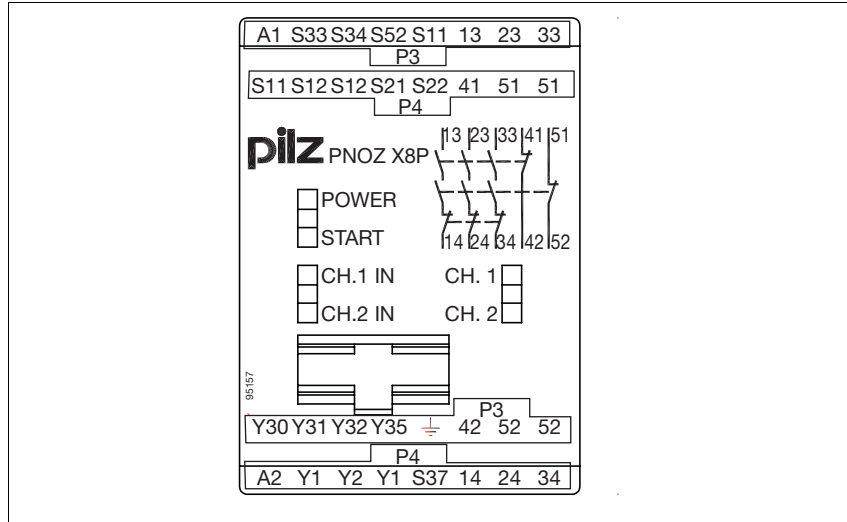 A1 S33 S34 S52 S11 13 23 33
P3
S11 S12 S12 S21 S22 41 51 51
P4
pilz PNOZ X8P
13 23 33 41 51
14 24 34 42 52
POWER
START
CH.1 IN CH. 1
CH.2 IN CH. 2
95157
P3
Y30 Y31 Y32 Y35 42 52 52
P4
A2 Y1 Y2 Y1 S37 14 24 34